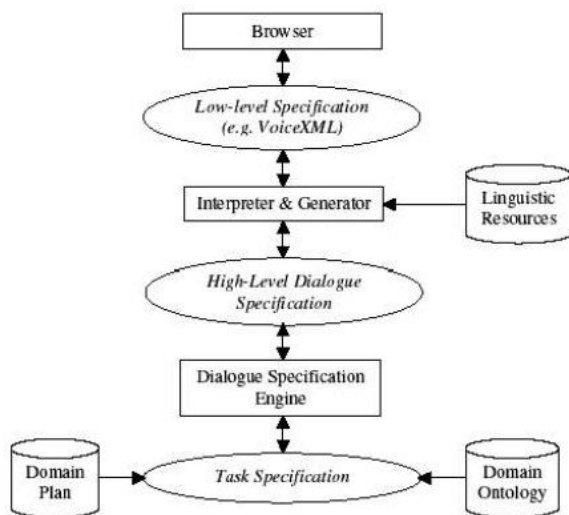 Browser
Low-level Specification
(e.g. VoiceXML)
Interpreter & Generator
Linguistic
Resources
High-Level Dialogue
Specification
Dialogue Specification
Engine
Domain
Plan
Task Specification
Domain
Ontology